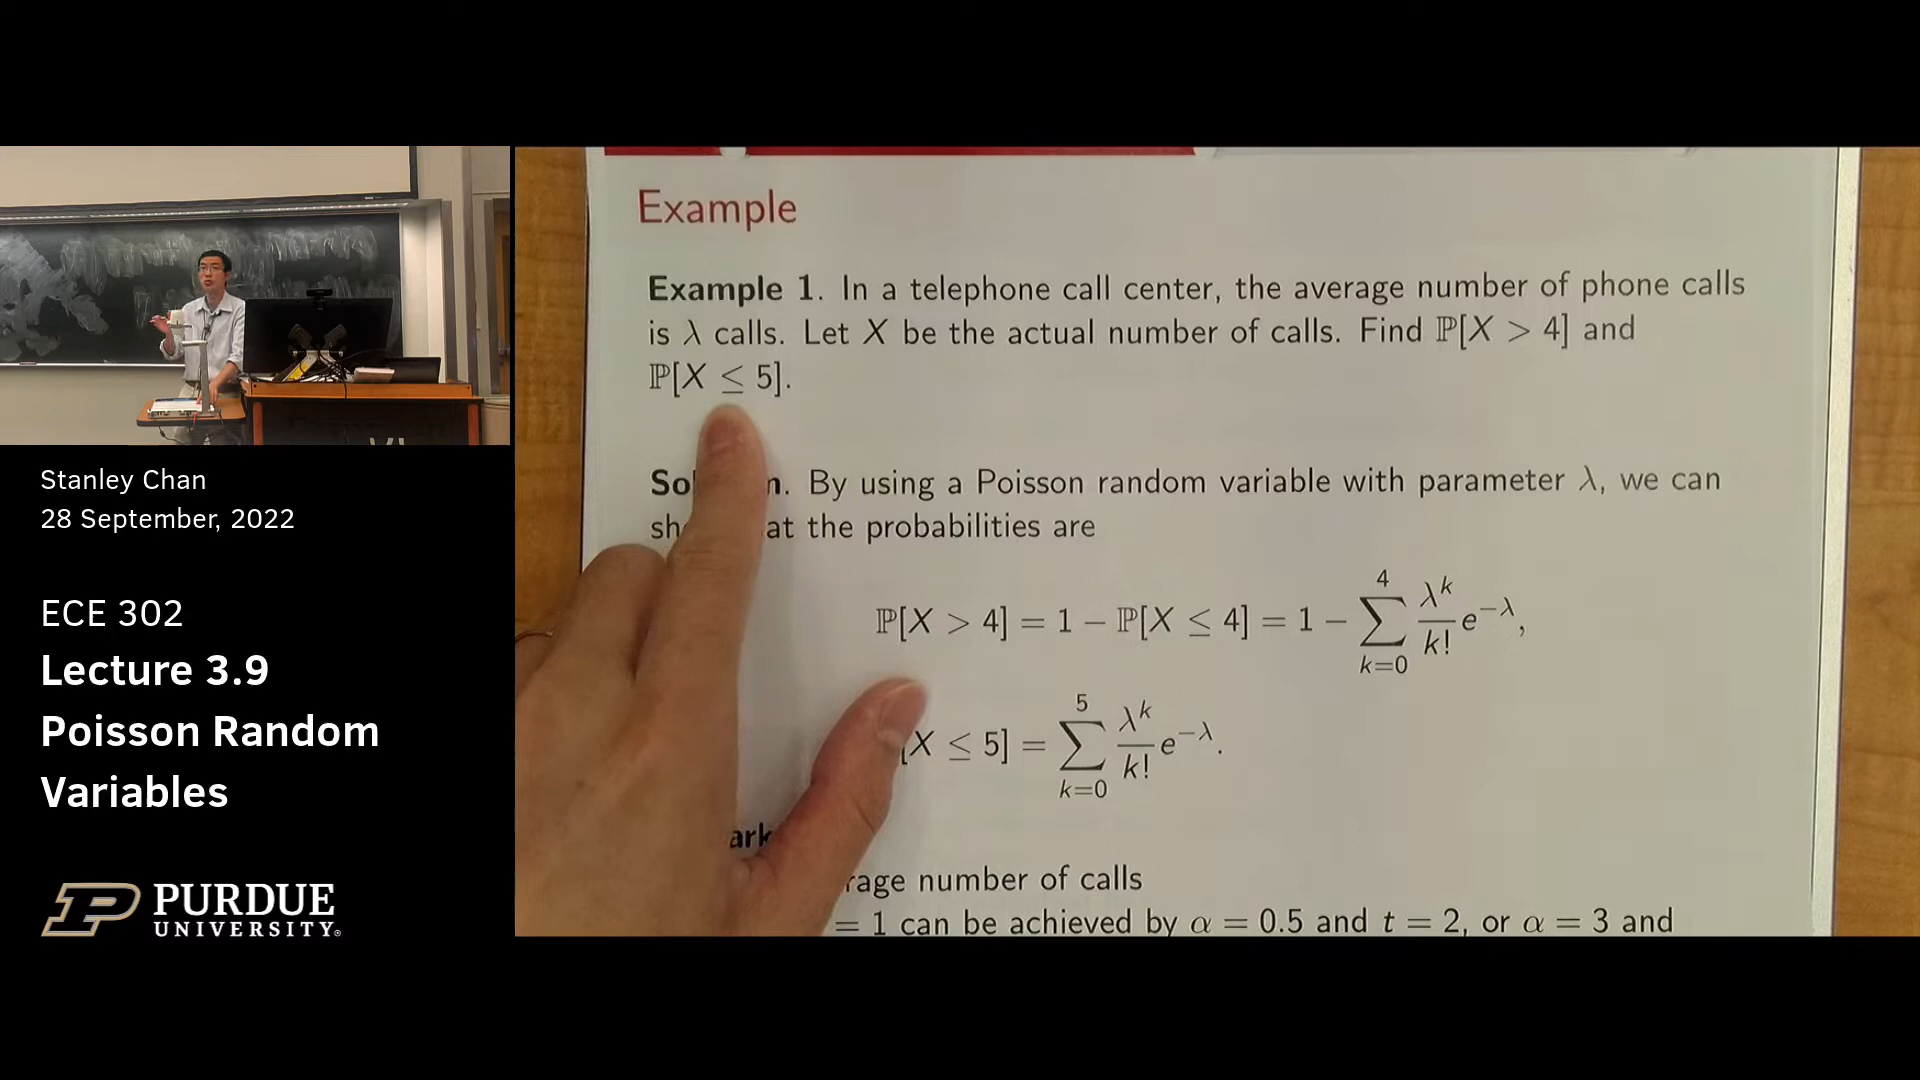 Stanley Chan
28 September, 2022
ECE 302
Lecture 3.9
Poisson Random
Variables
PURDUE
UNIVERSITY
Example
Example 1. In a telephone call center, the average number of phone calls
is λ calls. Let X be the actual number of calls. Find ℙ[X > 4] and
ℙ[X ≤ 5].
By using a Poisson random variable with parameter λ, we can
at the probabilities are
ℙ[X > 4] = 1 − ℙ[X ≤ 4] = 1 − ∑_{k=0}^{4} \frac{λ^k}{k!} e^{−λ},
[X ≤ 5] = ∑_{k=0}^{5} \frac{λ^k}{k!} e^{−λ}.
number of calls
= 1 can be achieved by α = 0.5 and t = 2, or α = 3 and